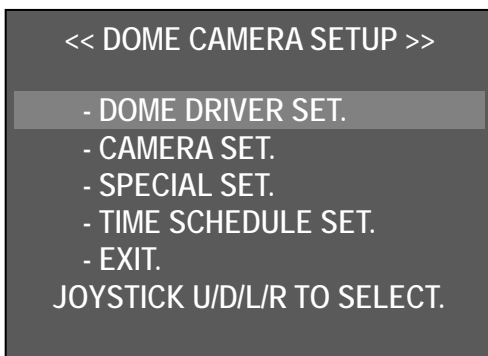 << DOME CAMERA SETUP >>
- DOME DRIVER SET.
- CAMERA SET.
- SPECIAL SET.
- TIME SCHEDULE SET.
- EXIT.
JOYSTICK U/D/L/R TO SELECT.